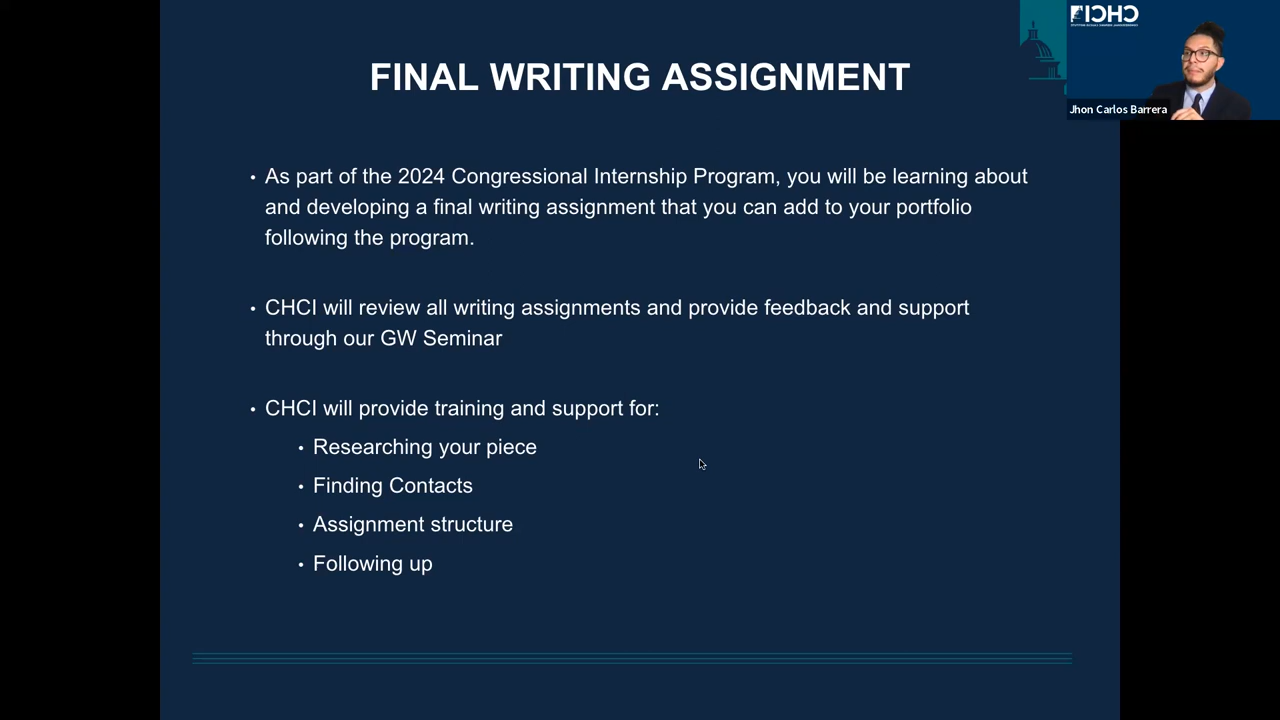 FINAL WRITING ASSIGNMENT
CHCI
Jhon Carlos Barrera
• As part of the 2024 Congressional Internship Program, you will be learning about
and developing a final writing assignment that you can add to your portfolio
following the program.
• CHCI will review all writing assignments and provide feedback and support
through our GW Seminar
• CHCI will provide training and support for:
• Researching your piece
• Finding Contacts
• Assignment structure
• Following up